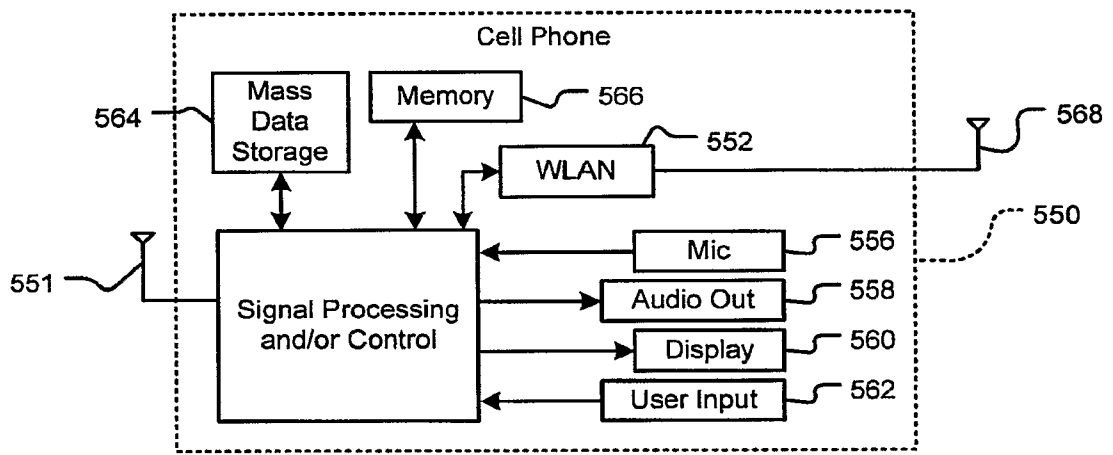 Cell Phone
Mass
Data
Storage
564
Memory
566
568
WLAN
552
550
551
Signal Processing
and/or Control
Mic
556
Audio Out
558
Display
560
User Input
562